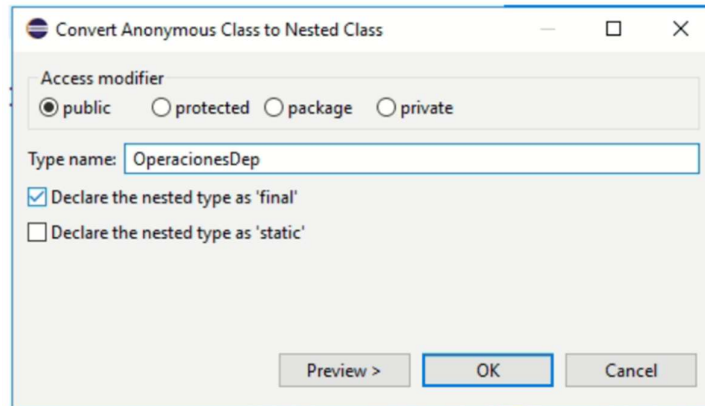 Convert Anonymous Class to Nested Class
Access modifier
public protected package private
Type name: OperacionesDep
Declare the nested type as 'final'
Declare the nested type as 'static'
Preview > OK Cancel